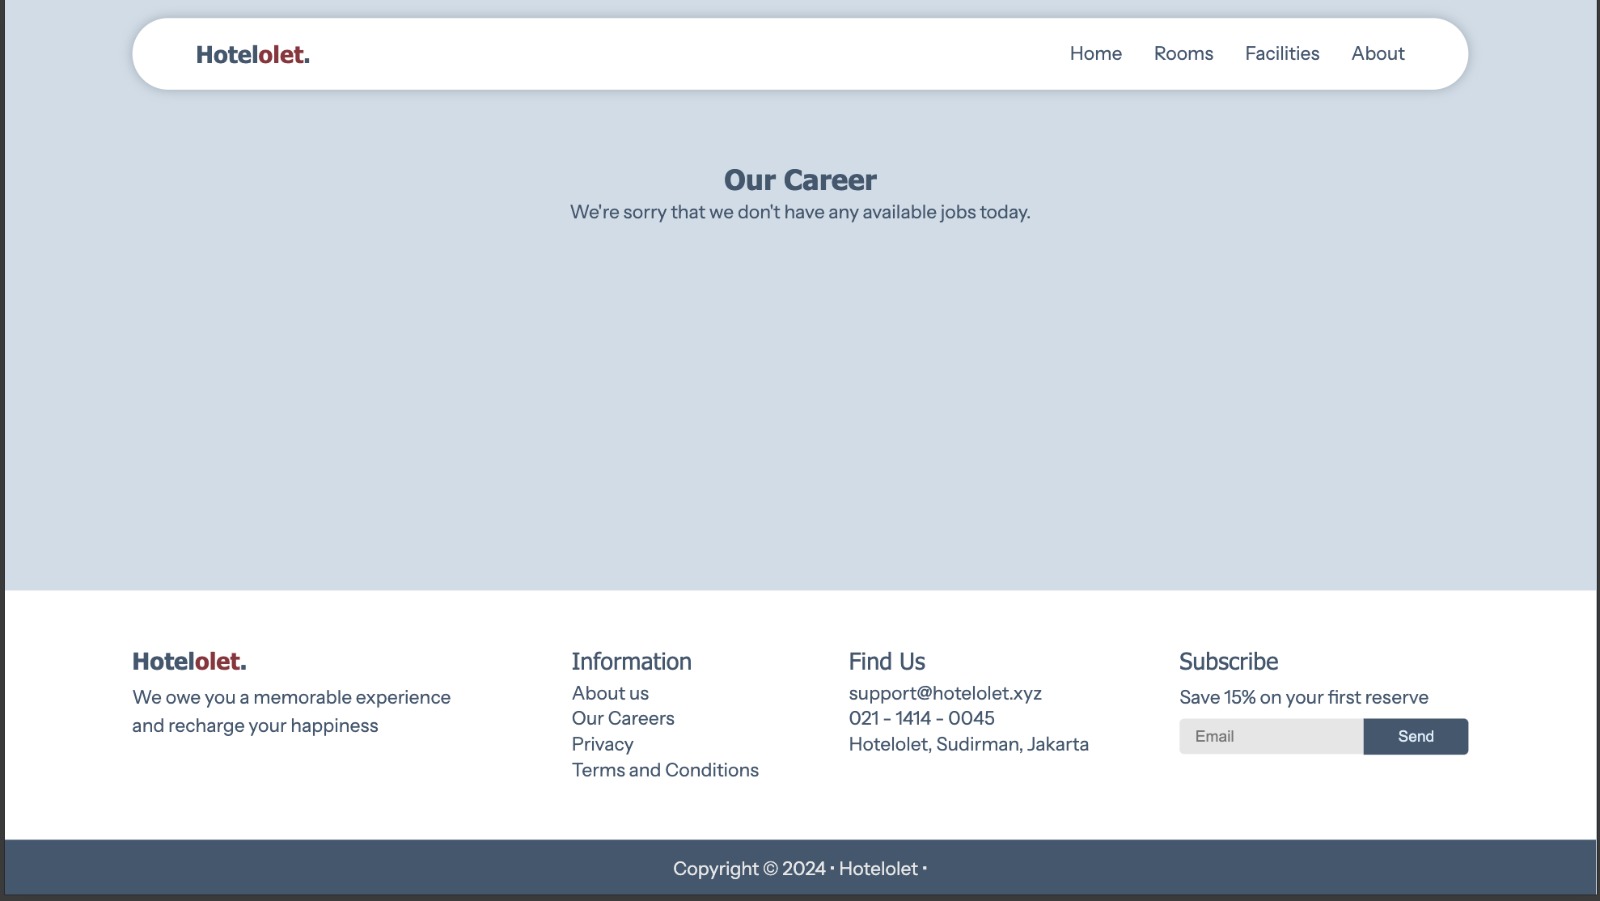 Hotelolet.
Home Rooms Facilities About
Our Career
We're sorry that we don't have any available jobs today.
Hotelolet.
We owe you a memorable experience
and recharge your happiness
Information
About us
Our Careers
Privacy
Terms and Conditions
Find Us
support@hotelolet.xyz
021 - 1414 - 0045
Hotelolet, Sudirman, Jakarta
Subscribe
Save 15% on your first reserve
Email Send
Copyright © 2024 • Hotelolet •